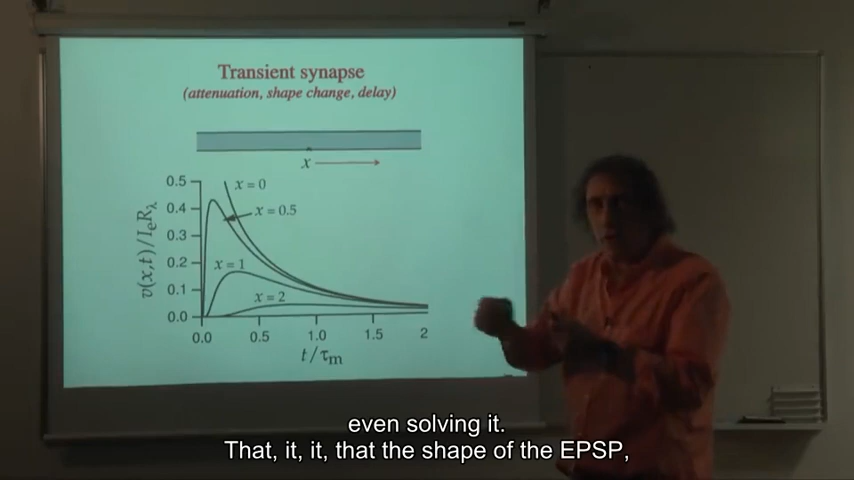 Transient synapse
(attenuation, shape change, delay)
x
0.5
0.4
0.3
0.2
0.1
0.0
v(x,t)/IeRλ
x = 0
x = 0.5
x = 1
x = 2
0.0 0.5 1.0 1.5 2
t/τm
even solving it.
That, it, it, that the shape of the EPSP,